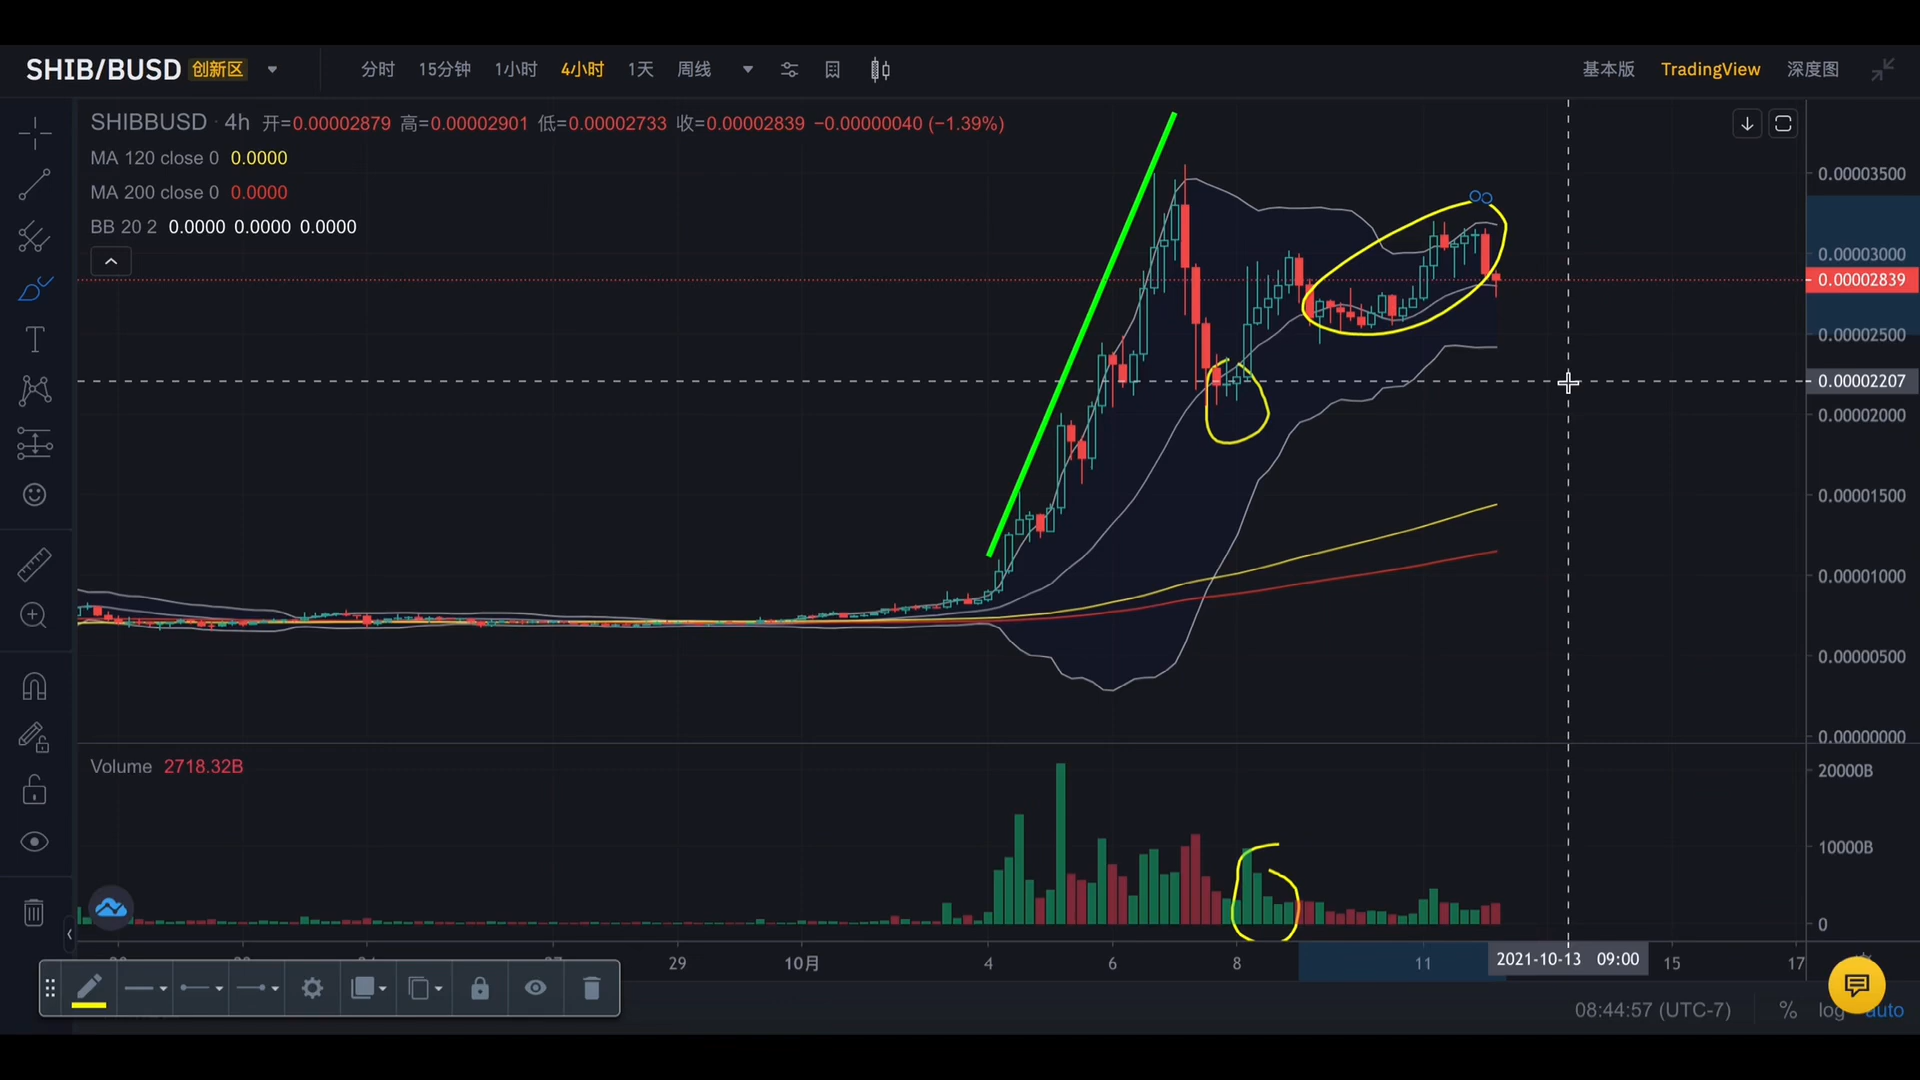 SHIB/BUSD 创新区 分时 15分钟 1小时 4小时 1天 周线 基本版 TradingView 深度图
SHIBBUSD · 4h 开=0.00002879 高=0.00002901 低=0.00002733 收=0.00002839 −0.00000040 (−1.39%)
MA 120 close 0 0.0000
MA 200 close 0 0.0000
BB 20 2 0.0000 0.0000 0.0000
0.00003500
0.00003000
0.00002839
0.00002500
0.00002207
0.00002000
0.00001500
0.00001000
0.00000500
0.00000000
Volume 2718.32B
20000B
10000B
0
29 10月 4 6 8 11 2021-10-13 09:00 15 17
08:44:57 (UTC-7) % log auto